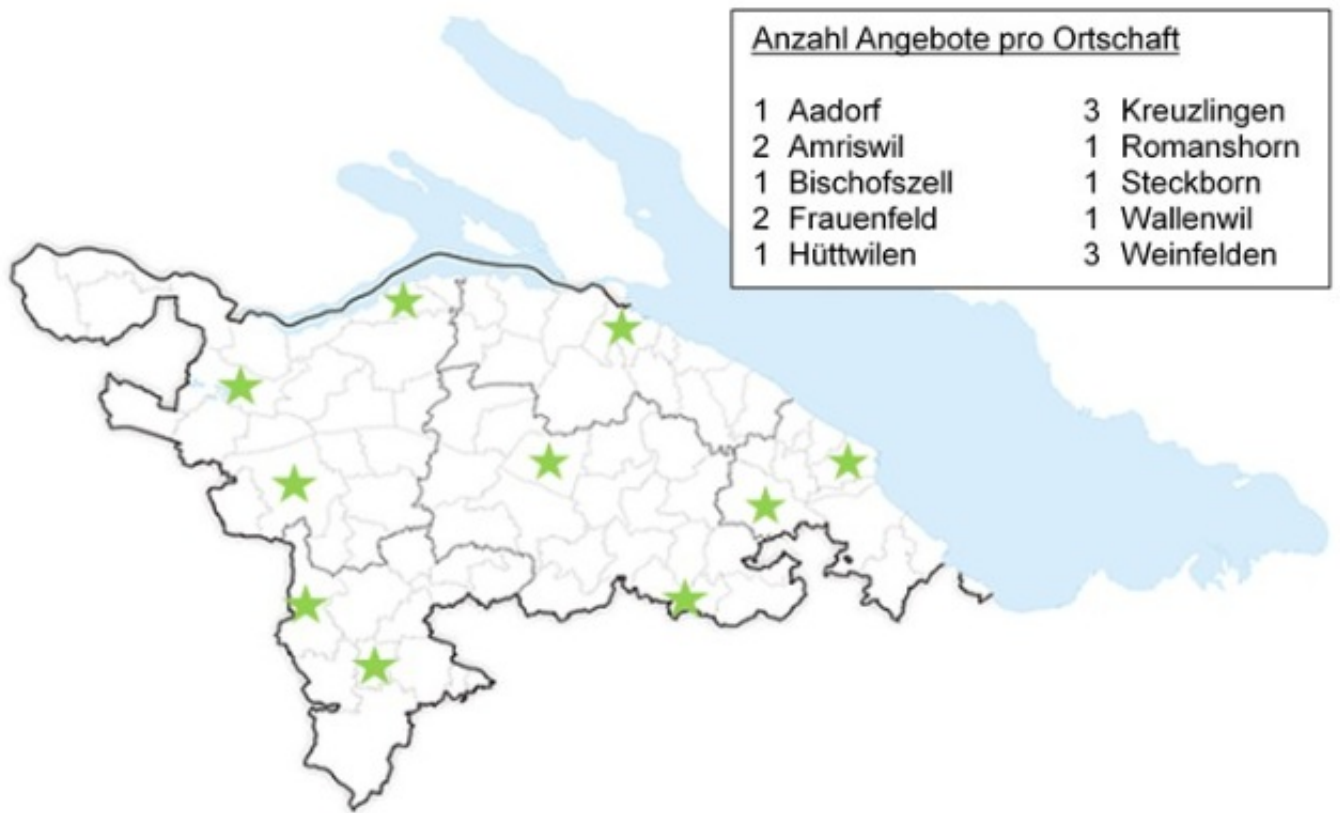 Anzahl Angebote pro Ortschaft
1 Aadorf
2 Amriswil
1 Bischofszell
2 Frauenfeld
1 Hüttwilen
3 Kreuzlingen
1 Romanshorn
1 Steckborn
1 Wallenwil
3 Weinfelden